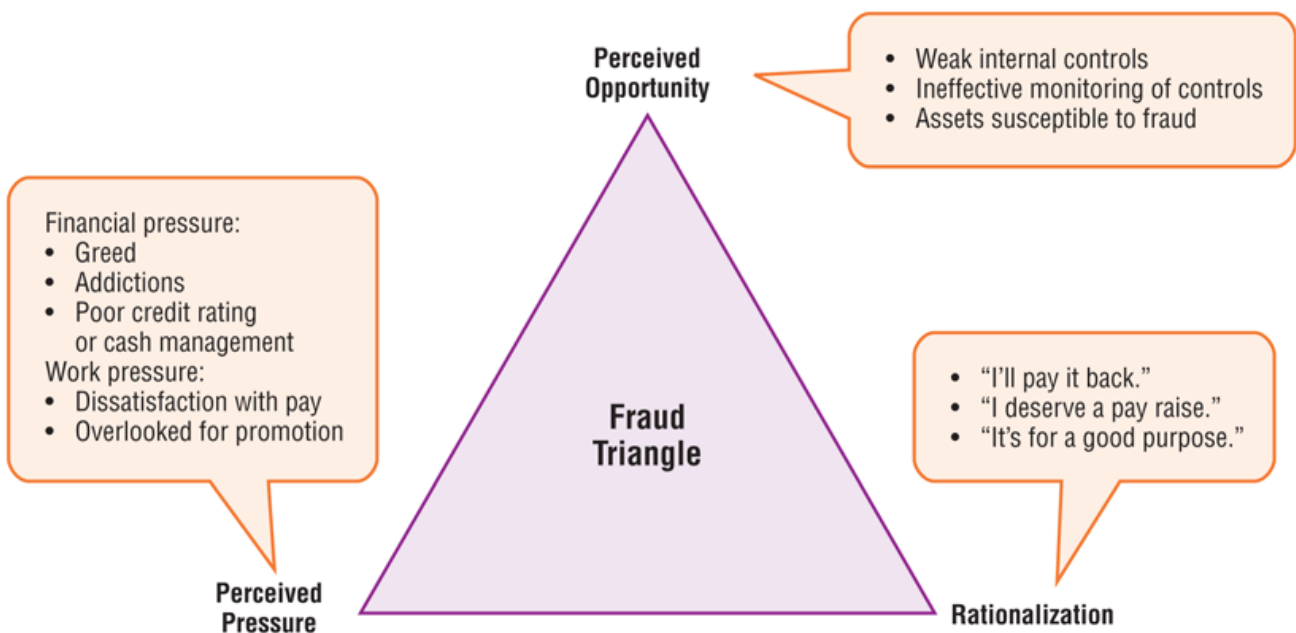 Perceived
Opportunity
• Weak internal controls
• Ineffective monitoring of controls
• Assets susceptible to fraud
Financial pressure:
• Greed
• Addictions
• Poor credit rating
or cash management
Work pressure:
• Dissatisfaction with pay
• Overlooked for promotion
• “I’ll pay it back.”
• “I deserve a pay raise.”
• “It’s for a good purpose.”
Fraud
Triangle
Perceived
Pressure
Rationalization